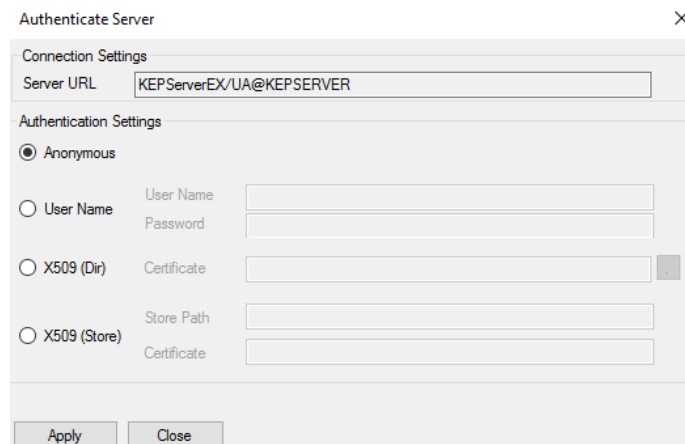 Authenticate Server
Connection Settings
Server URL KEPServerEX/UA@KEPSERVER
Authentication Settings
Anonymous
User Name User Name
Password
X509 (Dir) Certificate .
X509 (Store) Store Path
Certificate
Apply Close